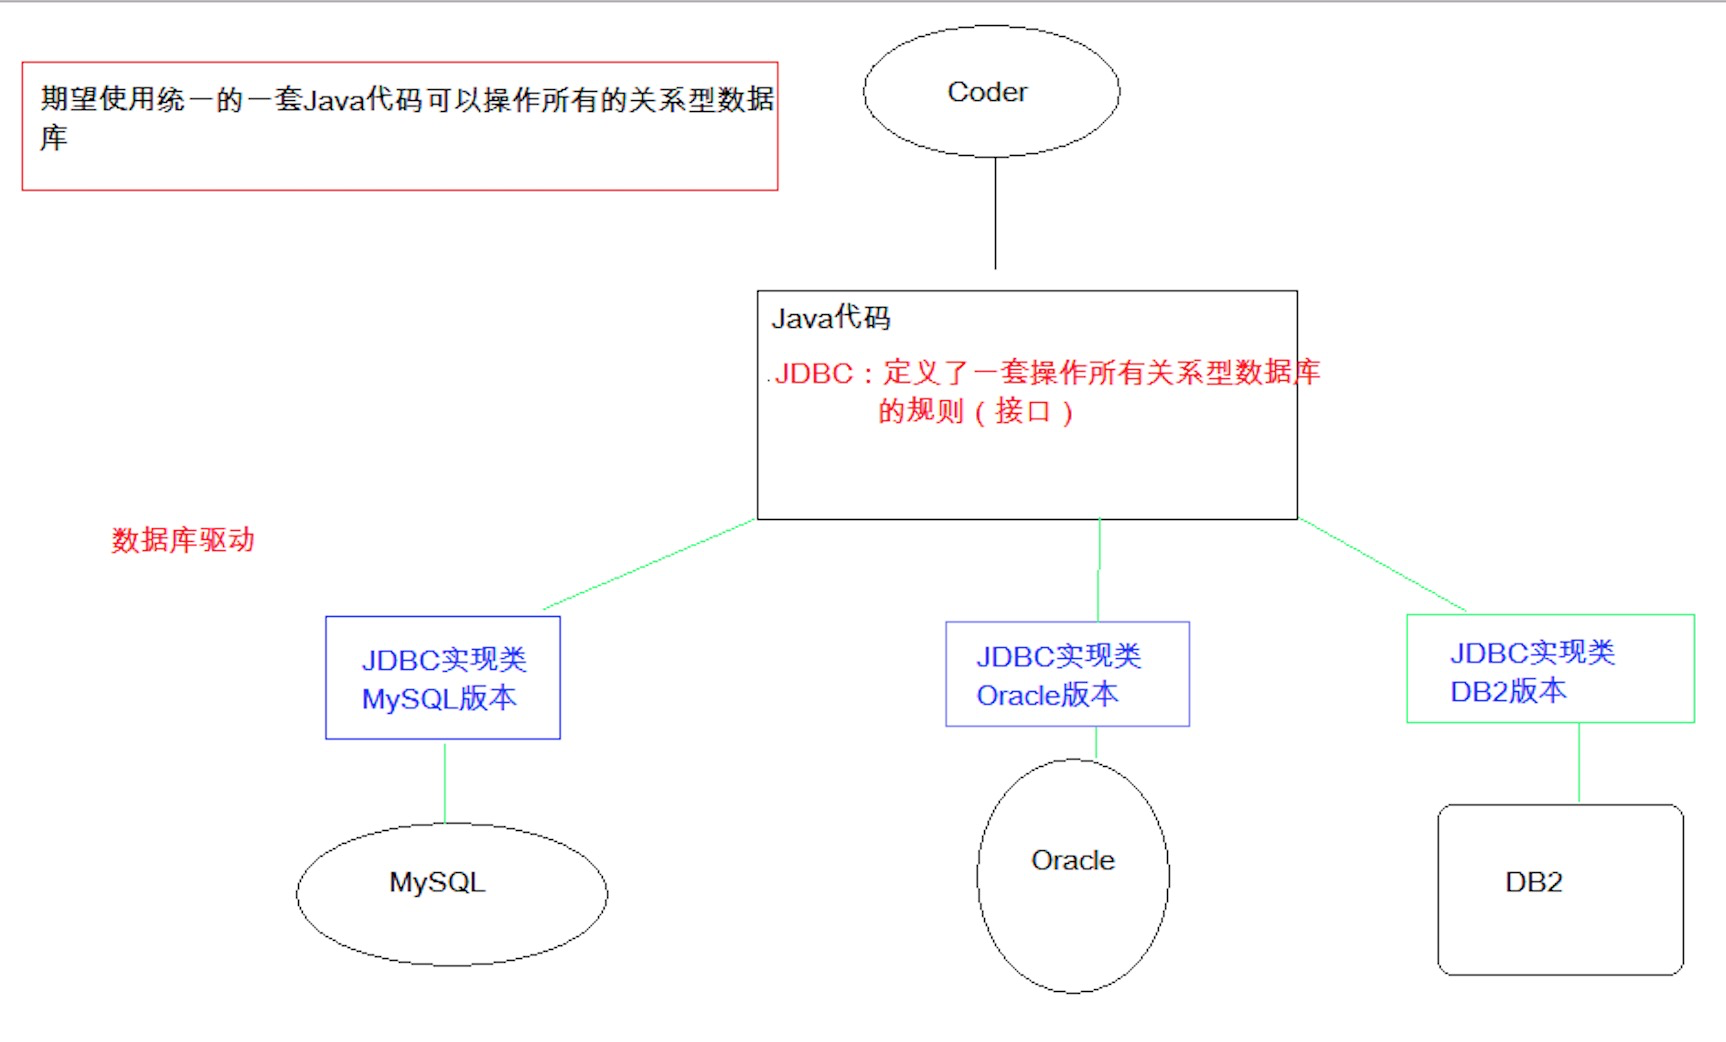 Coder
期望使用统一的一套Java代码可以操作所有的关系型数据
库
Java代码
JDBC：定义了一套操作所有关系型数据库
的规则（接口）
数据库驱动
JDBC实现类
MySQL版本
JDBC实现类
Oracle版本
JDBC实现类
DB2版本
MySQL
Oracle
DB2